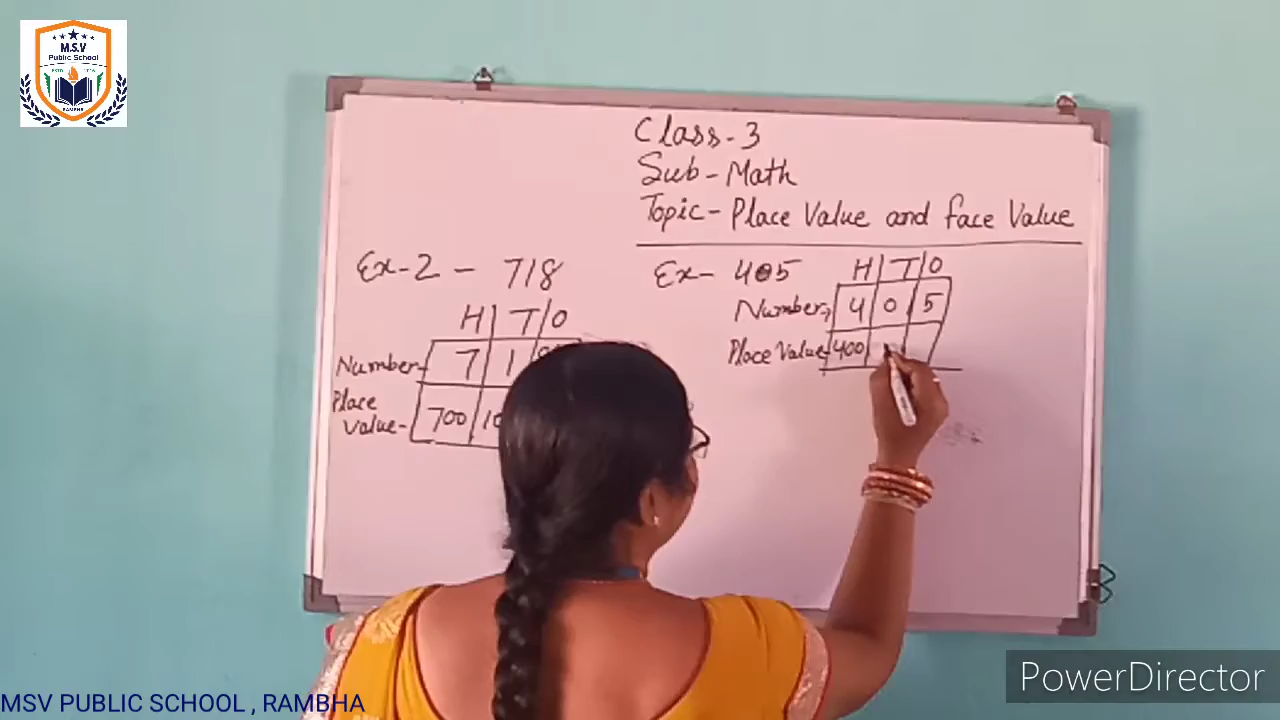 M.S.V
Public School
ESTD
RAMBHA
Class-3
Sub-Math
Topic-Place Value and face Value
Ex-2 - 718
H T O
Number- 7 1
Place
Value- 700
Ex- 405
H T O
Number- 4 0 5
Place Value- 400
MSV PUBLIC SCHOOL , RAMBHA
PowerDirector